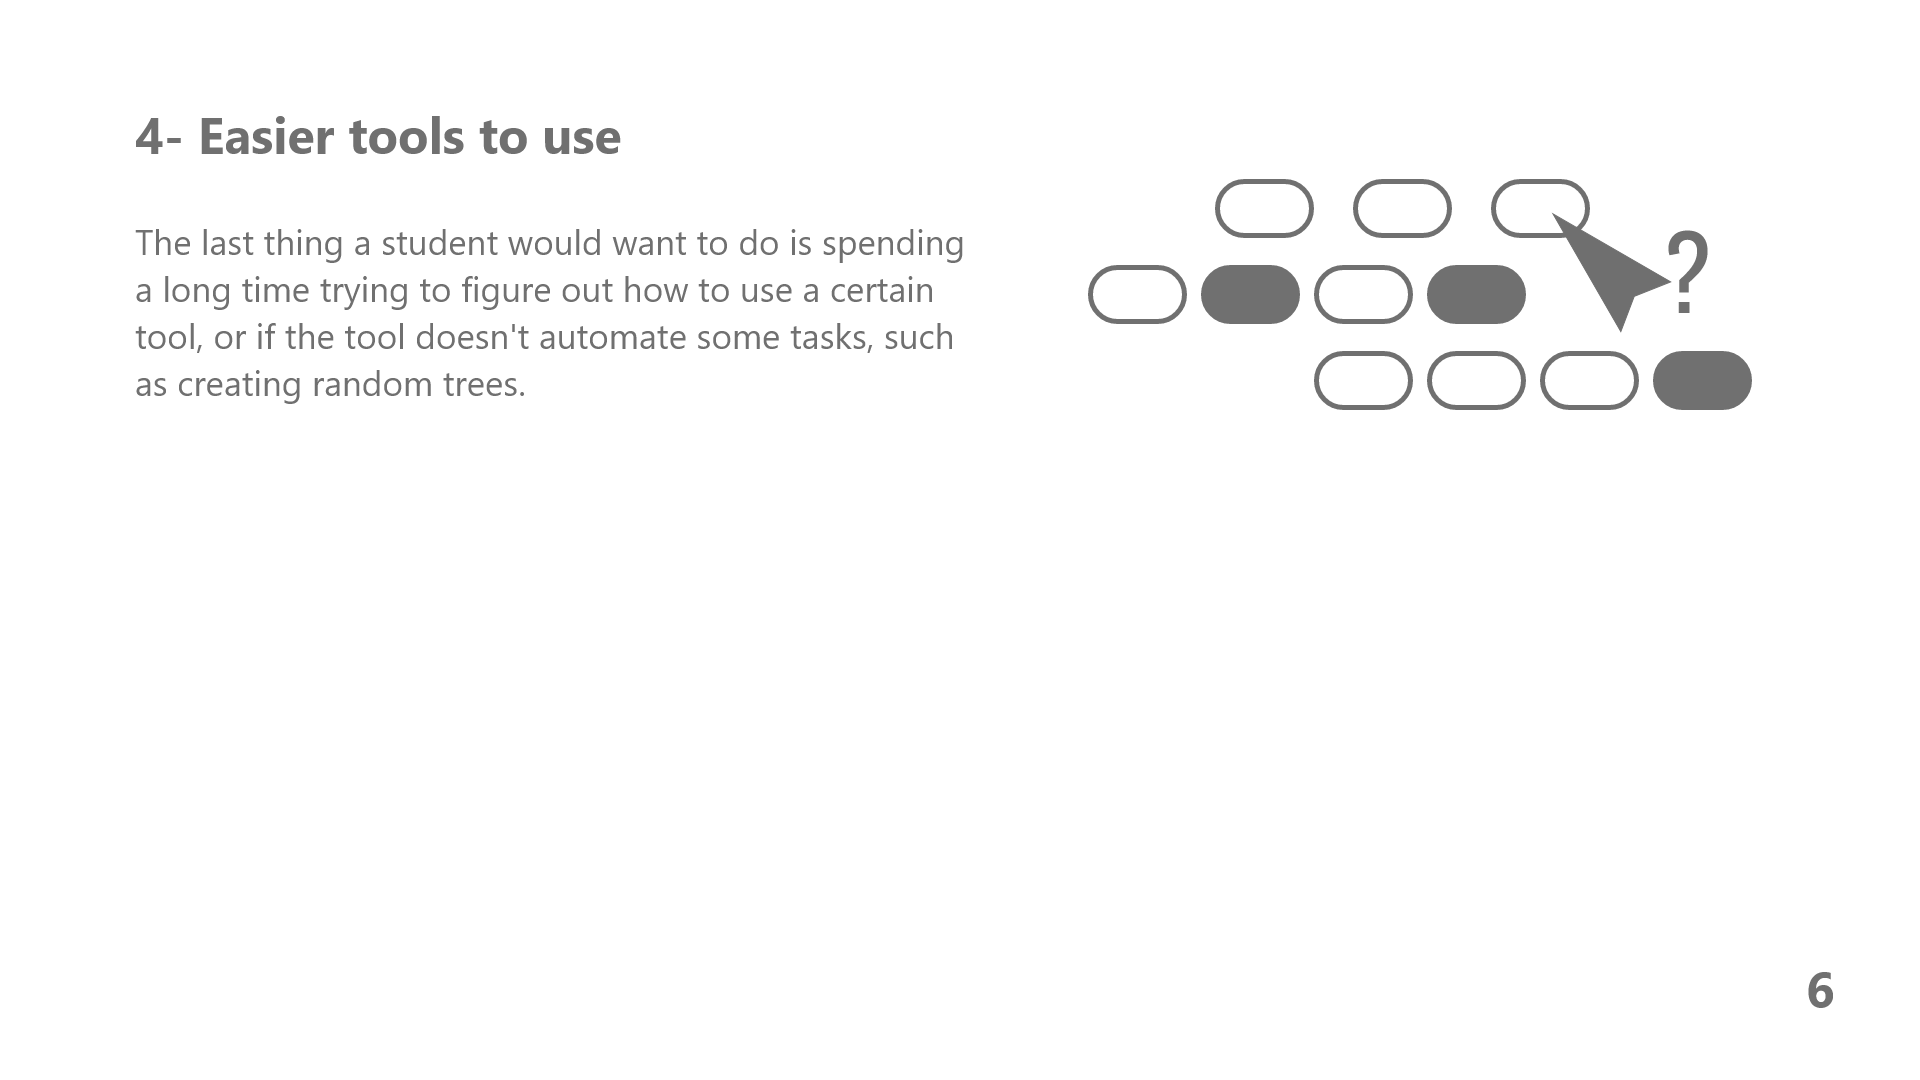 4- Easier tools to use
The last thing a student would want to do is spending
a long time trying to figure out how to use a certain
tool, or if the tool doesn't automate some tasks, such
as creating random trees.
?
6